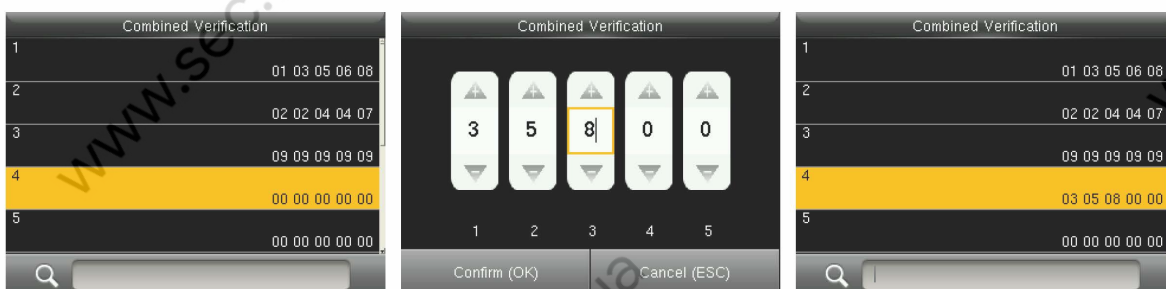 Combined Verification
1
01 03 05 06 08
2
02 02 04 04 07
3
09 09 09 09 09
4
00 00 00 00 00
5
00 00 00 00 00
Combined Verification
3 5 8 0 0
1 2 3 4 5
Confirm (OK) Cancel (ESC)
Combined Verification
1
01 03 05 06 08
2
02 02 04 04 07
3
09 09 09 09 09
4
03 05 08 00 00
5
00 00 00 00 00
www.sec